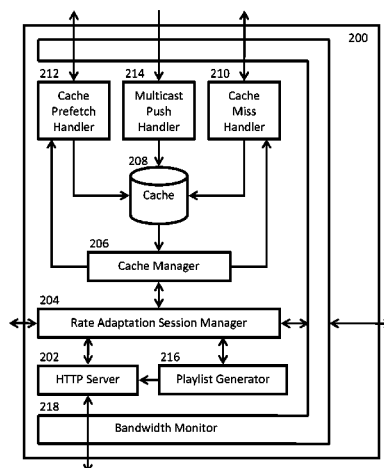 200
212
214
210
Cache
Prefetch
Handler
Multicast
Push
Handler
Cache
Miss
Handler
208
Cache
206
Cache Manager
204
Rate Adaptation Session Manager
202
216
HTTP Server
Playlist Generator
218
Bandwidth Monitor